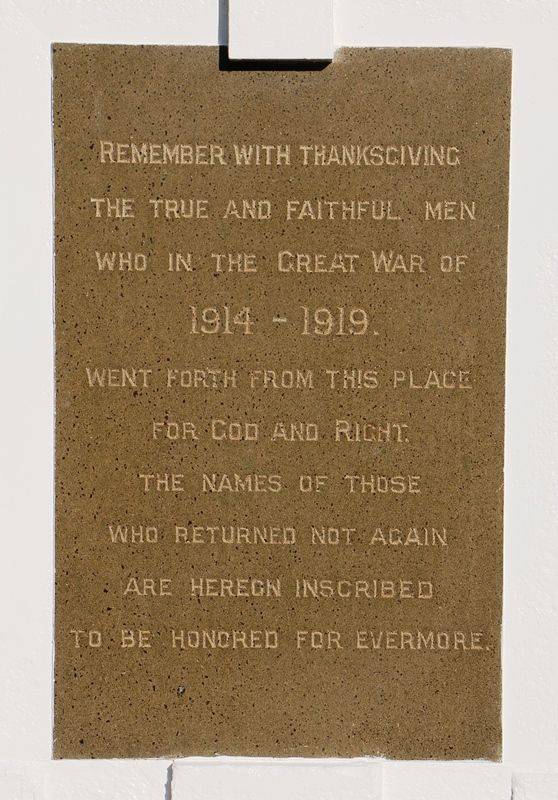 REMEMBER WITH THANKSGIVING
THE TRUE AND FAITHFUL MEN
WHO IN THE GREAT WAR OF
1914 - 1919.
WENT FORTH FROM THIS PLACE
FOR GOD AND RIGHT.
THE NAMES OF THOSE
WHO RETURNED NOT AGAIN
ARE HEREON INSCRIBED
TO BE HONORED FOR EVERMORE.